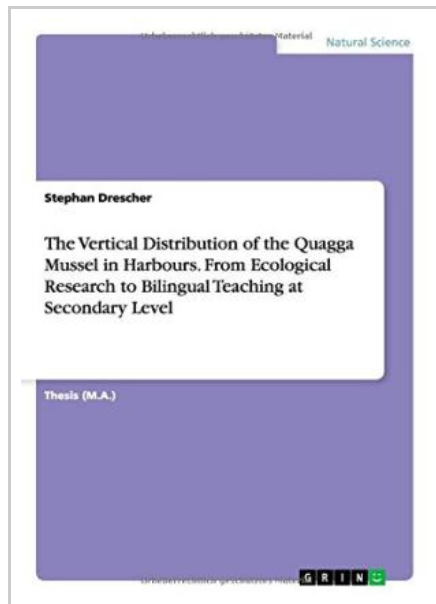 Natural Science
Stephan Drescher
The Vertical Distribution of the Quagga
Mussel in Harbours. From Ecological
Research to Bilingual Teaching at
Secondary Level
Thesis (M.A.)
GRIN